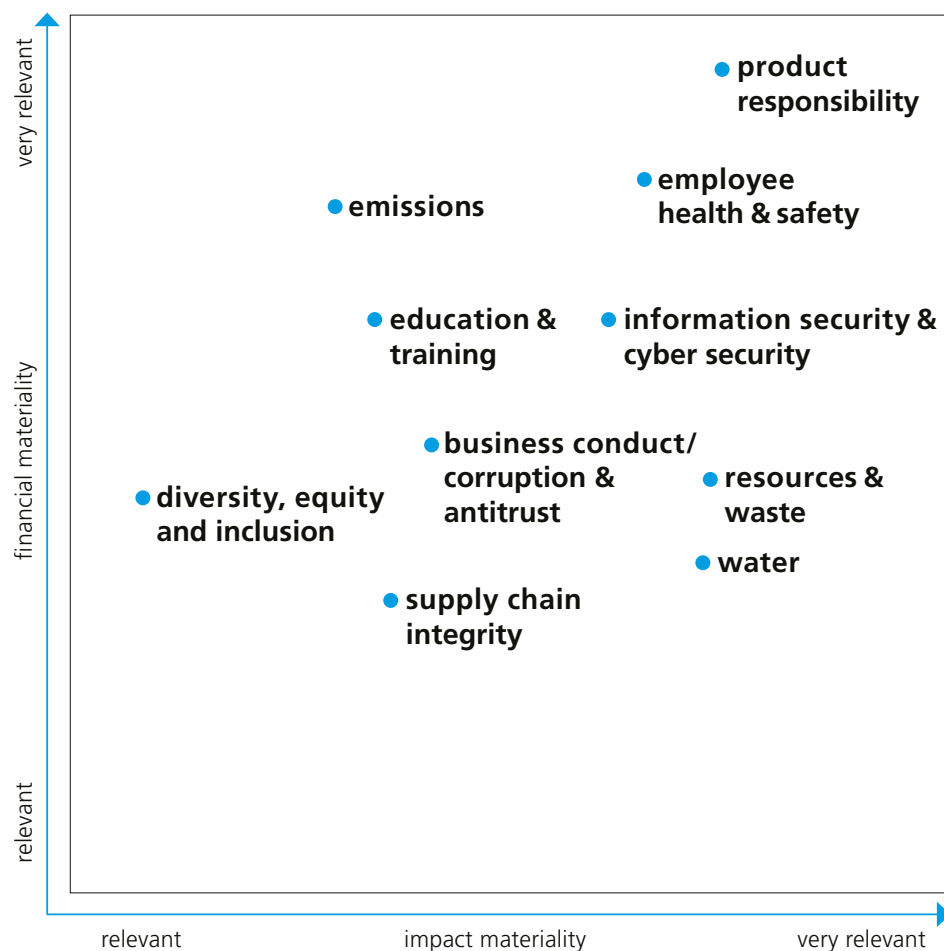 very relevant
financial materiality
relevant
product
responsibility
employee
health & safety
emissions
education &
training
information security &
cyber security
business conduct/
corruption &
antitrust
resources &
waste
diversity, equity
and inclusion
water
supply chain
integrity
relevant
impact materiality
very relevant